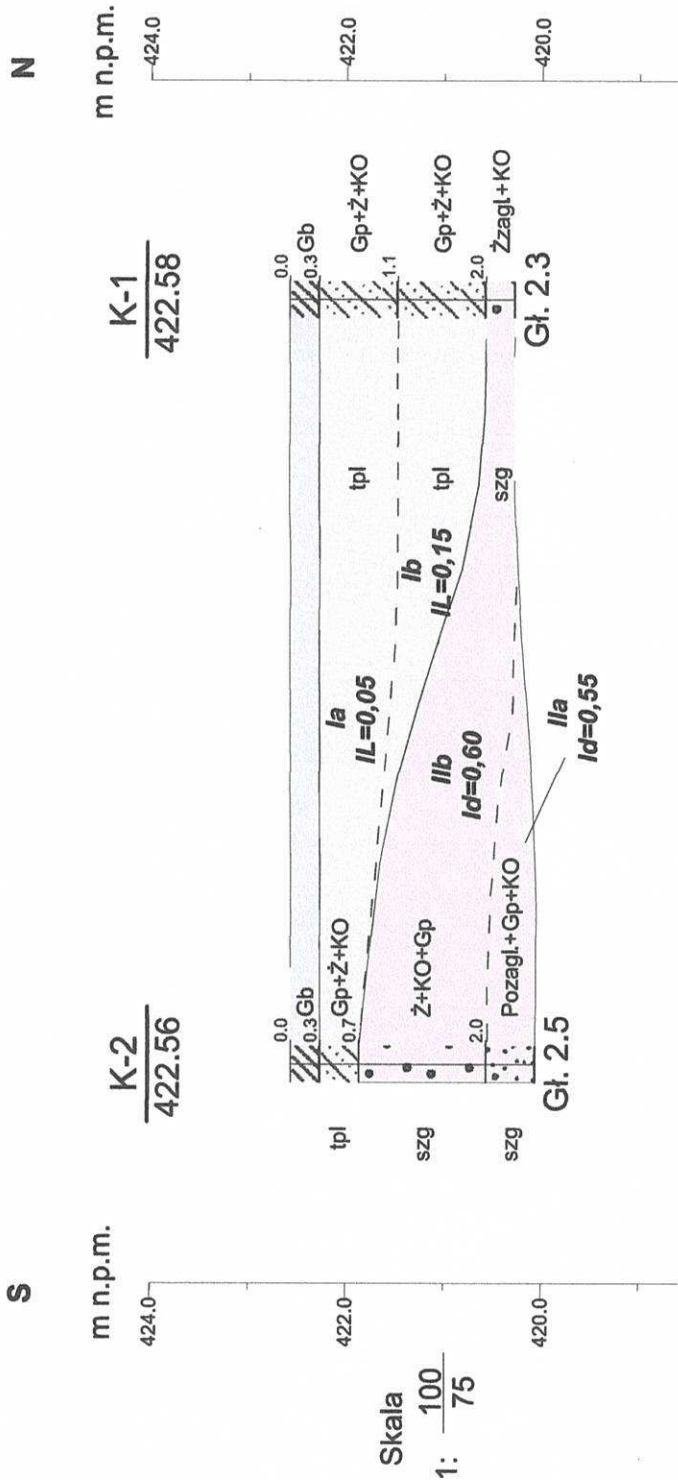 S
N
m n.p.m.
m n.p.m.
424.0
422.0
420.0
424.0
422.0
420.0
Skala
1: 100
75
K-2
422.56
K-1
422.58
0.0
0.3 Gb
0.7 Gp+Ż+KO
Ż+KO+Gp
2.0
Pozagl.+Gp+KO
Gł. 2.5
tpl
szg
szg
Ia
IL=0,05
tpl
Ib
IL=0,15
tpl
IIb
Id=0,60
szg
IIa
Id=0,55
0.0
0.3 Gb
Gp+Ż+KO
1.1
Gp+Ż+KO
2.0
Żzagl.+KO
Gł. 2.3